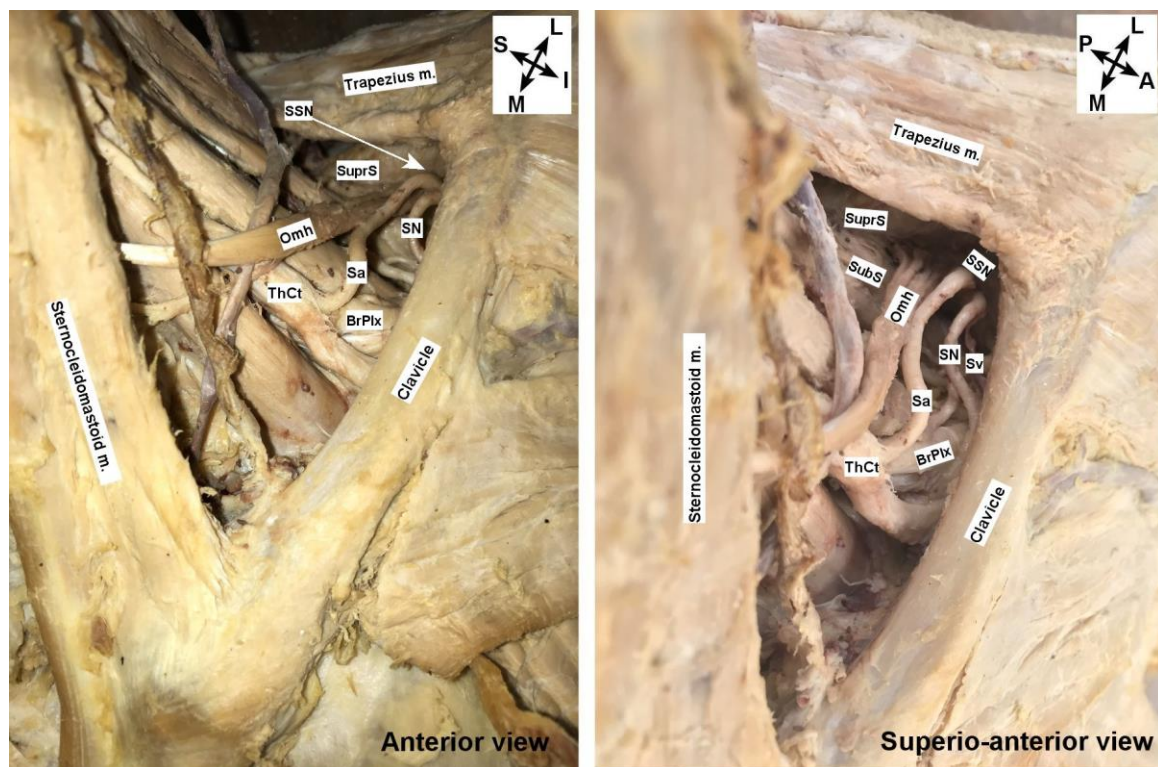 S
L
M
I
Trapezius m.
SSN
SuprS
Omh
SN
Sa
ThCt
BrPlx
Clavicle
Sternocleidomastoid m.
Anterior view
P
L
M
A
Trapezius m.
SuprS
SubS
SSN
Omh
SN
Sv
Sa
BrPlx
ThCt
Sternocleidomastoid m.
Clavicle
Superio-anterior view